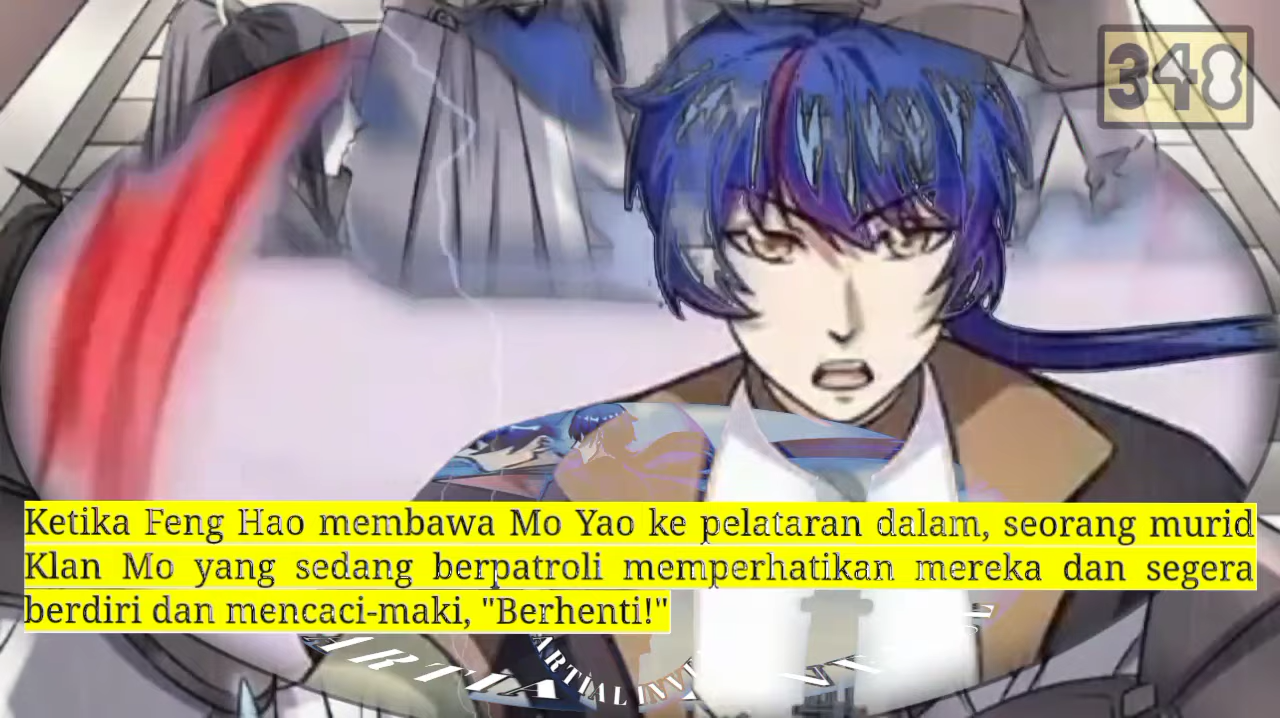 348
Ketika Feng Hao membawa Mo Yao ke pelataran dalam, seorang murid
Klan Mo yang sedang berpatroli memperhatikan mereka dan segera
berdiri dan mencaci-maki, "Berhenti!"